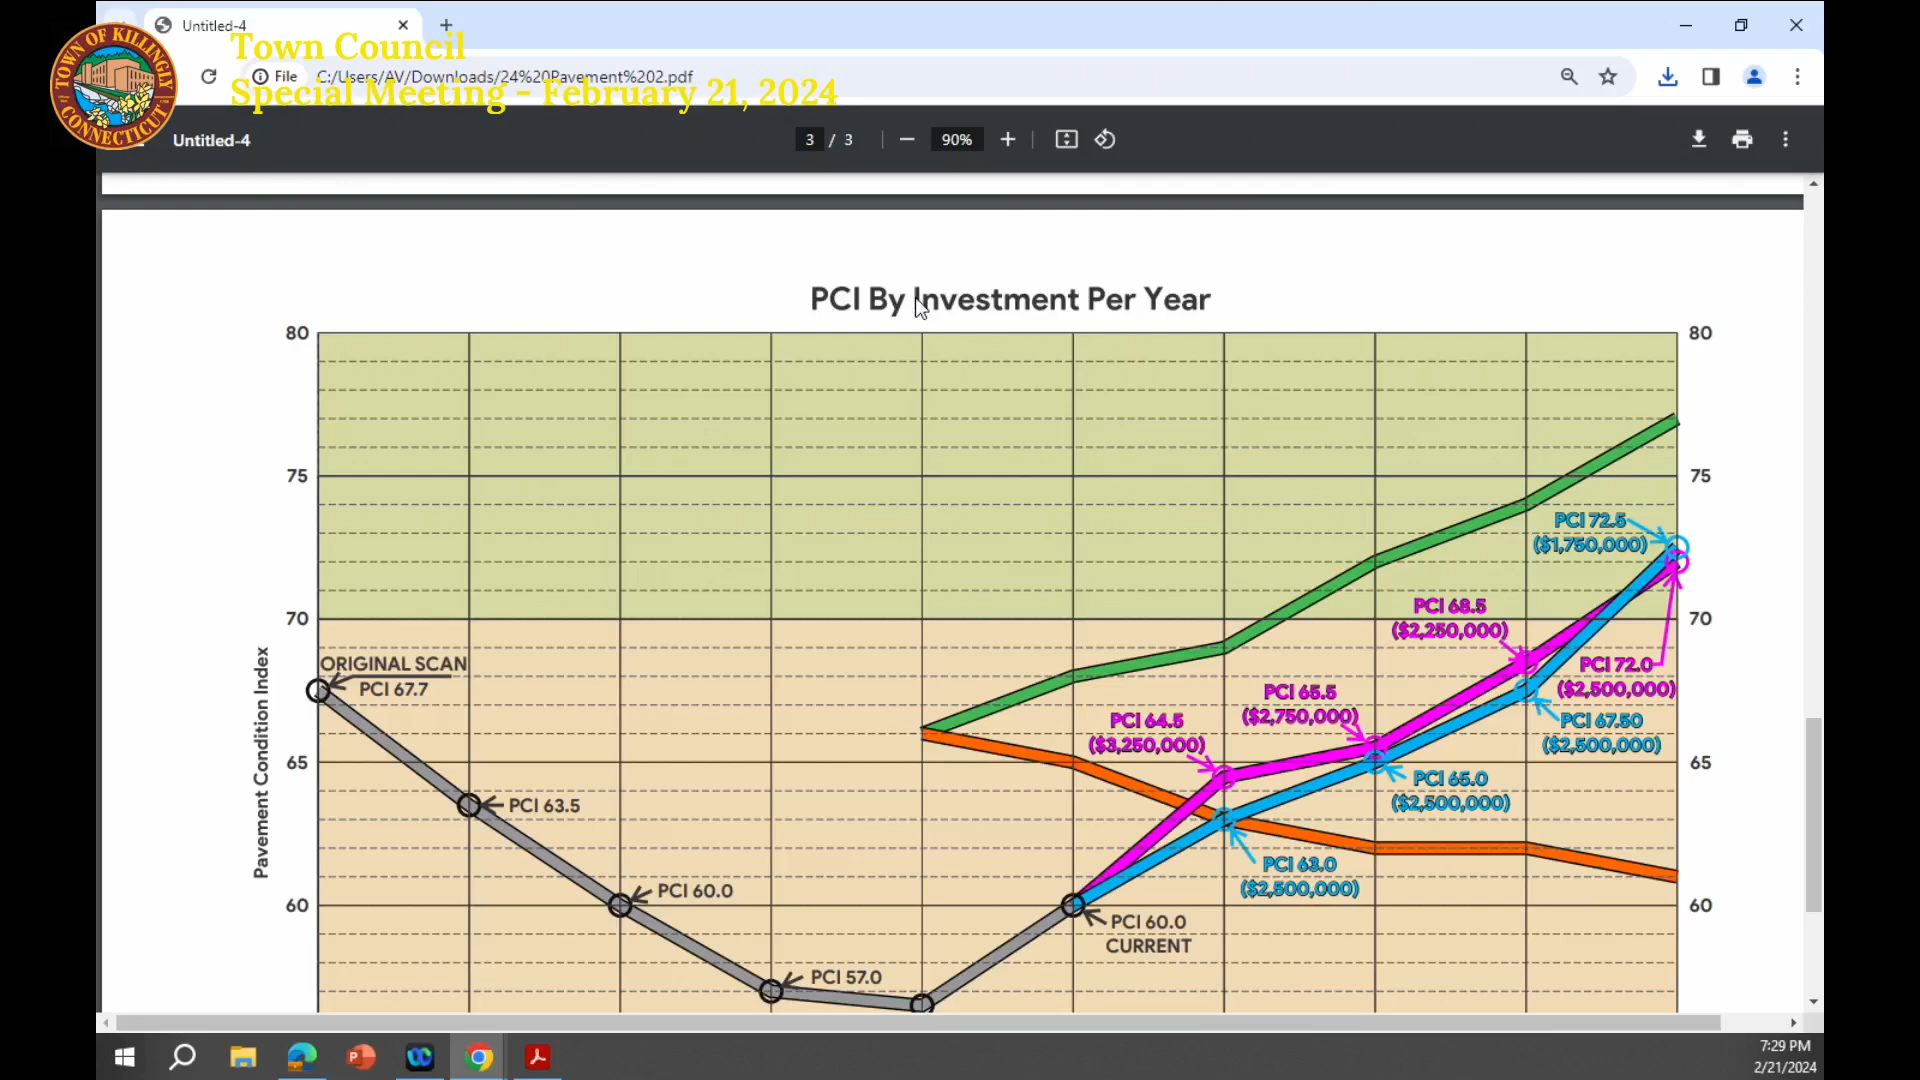 Untitled-4
TOWN OF KILLINGLY
CONNECTICUT
Town Council
Special Meeting - February 21, 2024
File
C:/Users/AV/Downloads/24%20Pavement%202.pdf
Untitled-4
3 / 3
90%
PCI By Investment Per Year
80
80
75
75
PCI 72.5
($1,750,000)
PCI 68.5
($2,250,000)
70
70
ORIGINAL SCAN
PCI 67.7
PCI 72.0
($2,500,000)
PCI 65.5
($2,750,000)
PCI 64.5
($3,250,000)
PCI 67.50
($2,500,000)
65
65
Pavement Condition Index
PCI 65.0
($2,500,000)
PCI 63.5
PCI 63.0
($2,500,000)
PCI 60.0
60
60
PCI 60.0
CURRENT
PCI 57.0
7:29 PM
2/21/2024